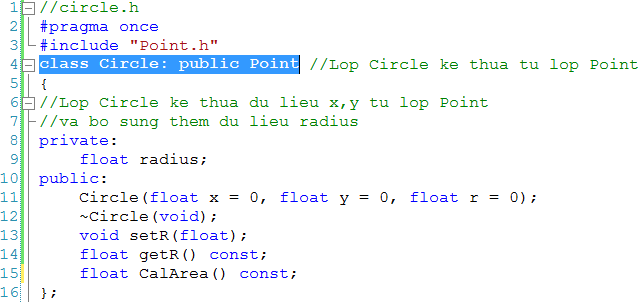 1 //circle.h
2 #pragma once
3 #include "Point.h"
4 class Circle: public Point //Lop Circle ke thua tu lop Point
5 {
6 //Lop Circle ke thua du lieu x,y tu lop Point
7 //va bo sung them du lieu radius
8 private:
9     float radius;
10 public:
11     Circle(float x = 0, float y = 0, float r = 0);
12     ~Circle(void);
13     void setR(float);
14     float getR() const;
15     float CalArea() const;
16 };